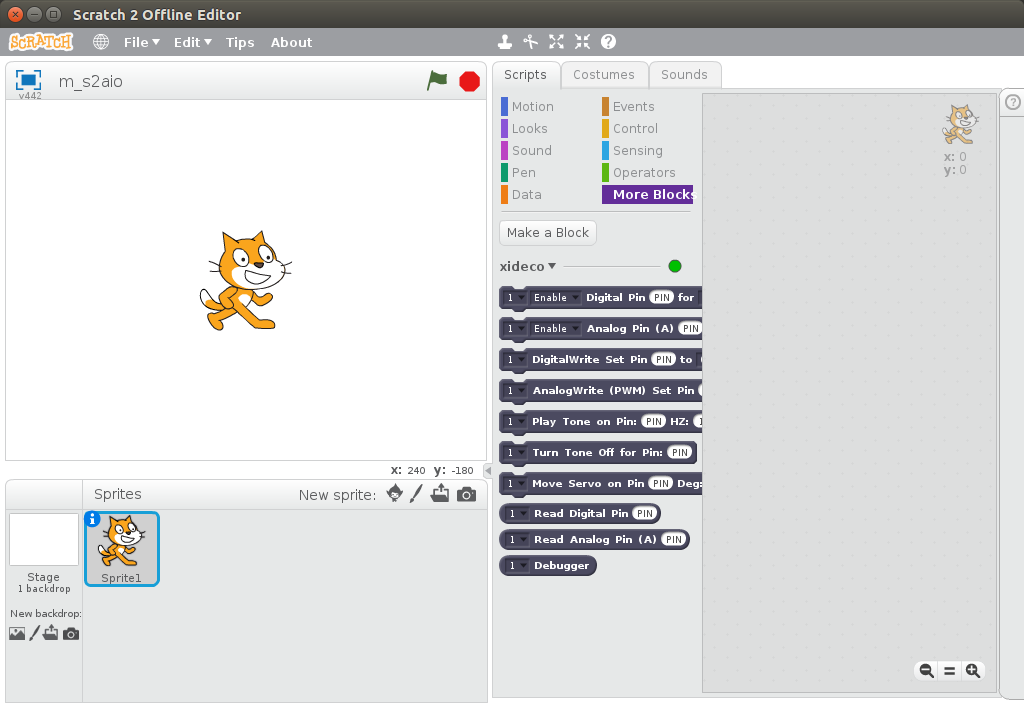 Scratch 2 Offline Editor
SCRATCH File Edit Tips About
v442 m_s2aio
Scripts Costumes Sounds
Motion Events
Looks Control
Sound Sensing
Pen Operators
Data More Blocks
Make a Block
xideco
1 Enable Digital Pin PIN for
1 Enable Analog Pin (A) PIN
1 DigitalWrite Set Pin PIN to
1 AnalogWrite (PWM) Set Pin
1 Play Tone on Pin: PIN HZ: 1
1 Turn Tone Off for Pin: PIN
1 Move Servo on Pin PIN Deg:
1 Read Digital Pin PIN
1 Read Analog Pin (A) PIN
1 Debugger
x: 0
y: 0
x: 240 y: -180
Sprites New sprite:
Stage
1 backdrop
New backdrop:
Sprite1